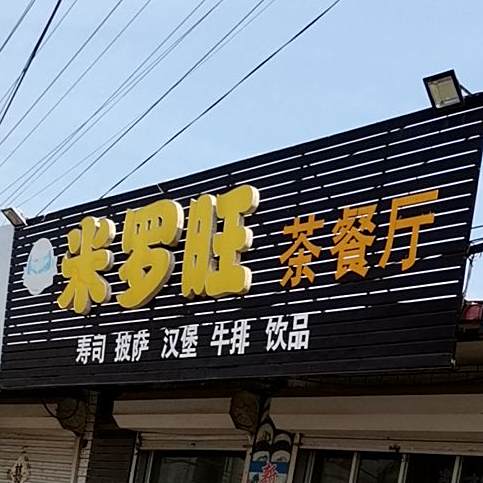 米罗旺 茶餐厅
寿司 披萨 汉堡 牛排 饮品